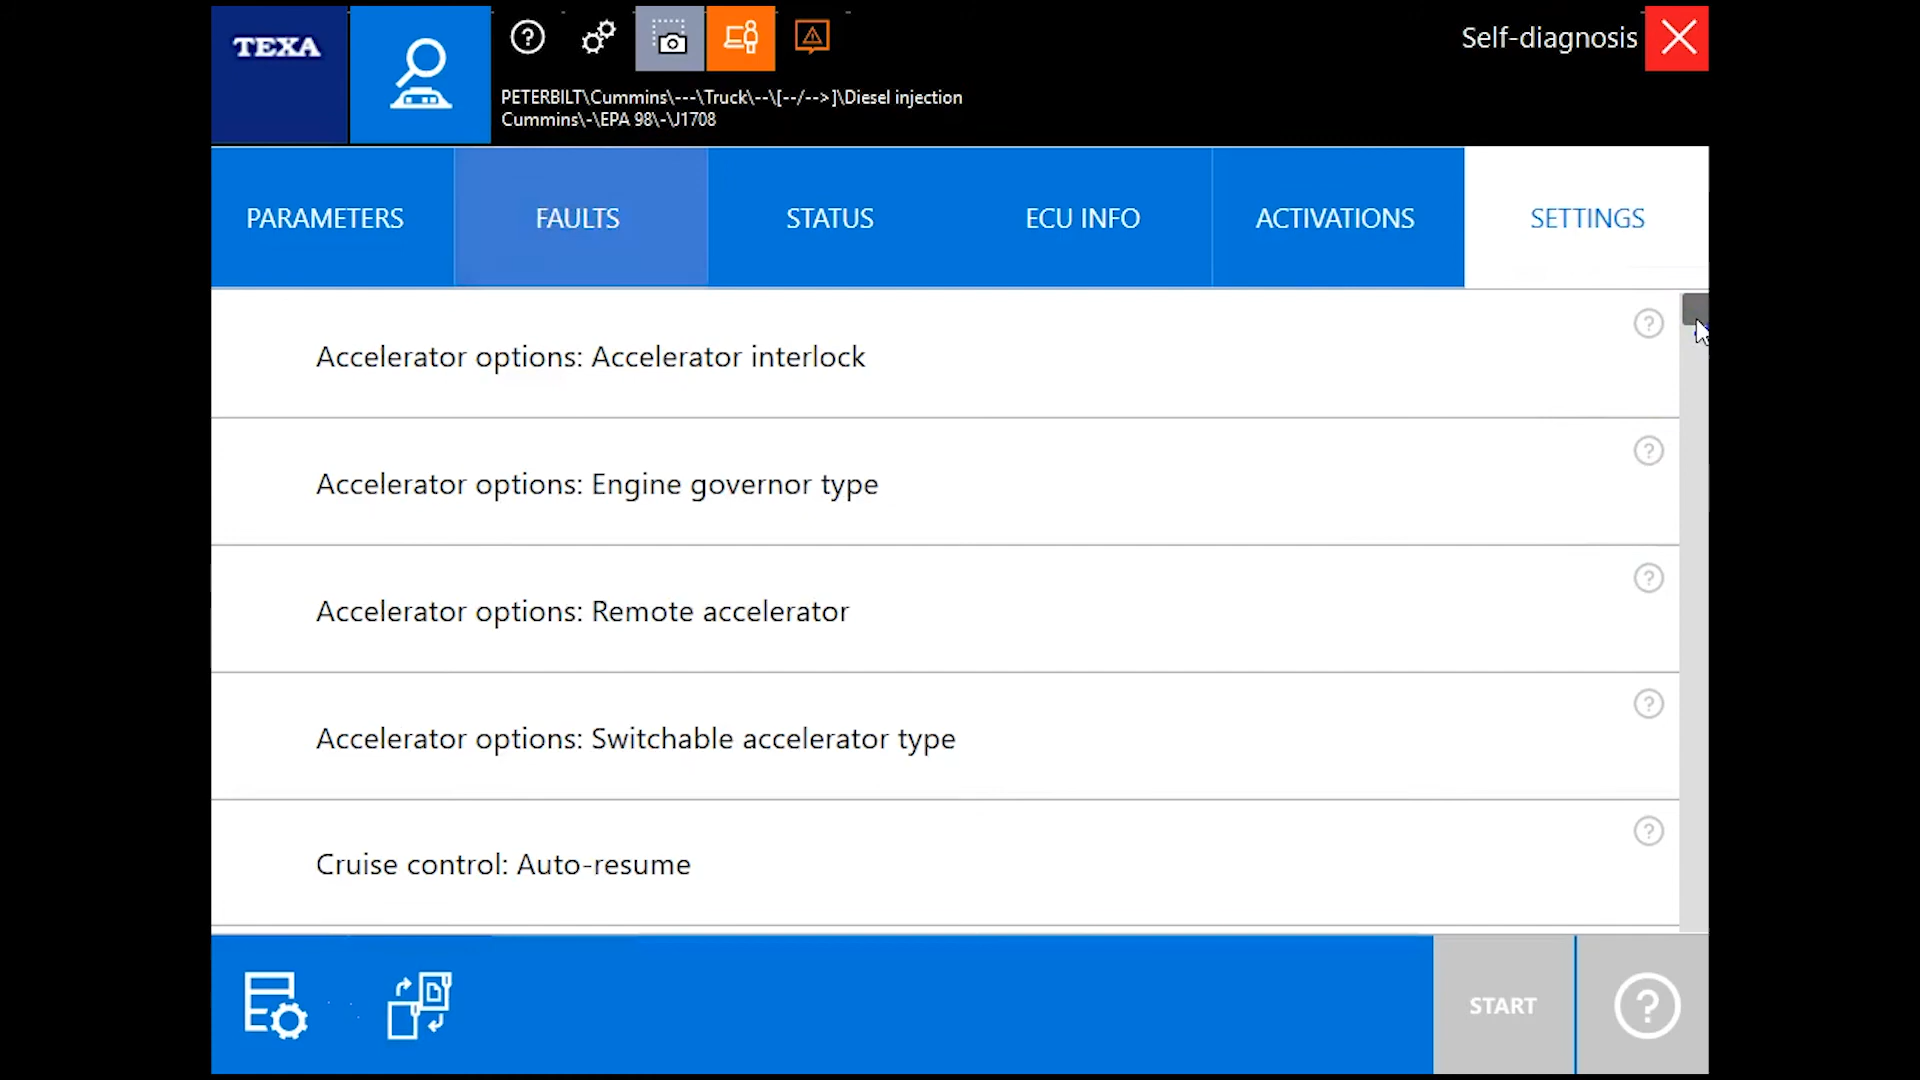 TEXA
Self-diagnosis
PETERBILT\Cummins\---\Truck\--\[--/-->]\Diesel injection
Cummins\-\EPA 98\-\J1708
PARAMETERS
FAULTS
STATUS
ECU INFO
ACTIVATIONS
SETTINGS
Accelerator options: Accelerator interlock
Accelerator options: Engine governor type
Accelerator options: Remote accelerator
Accelerator options: Switchable accelerator type
Cruise control: Auto-resume
START